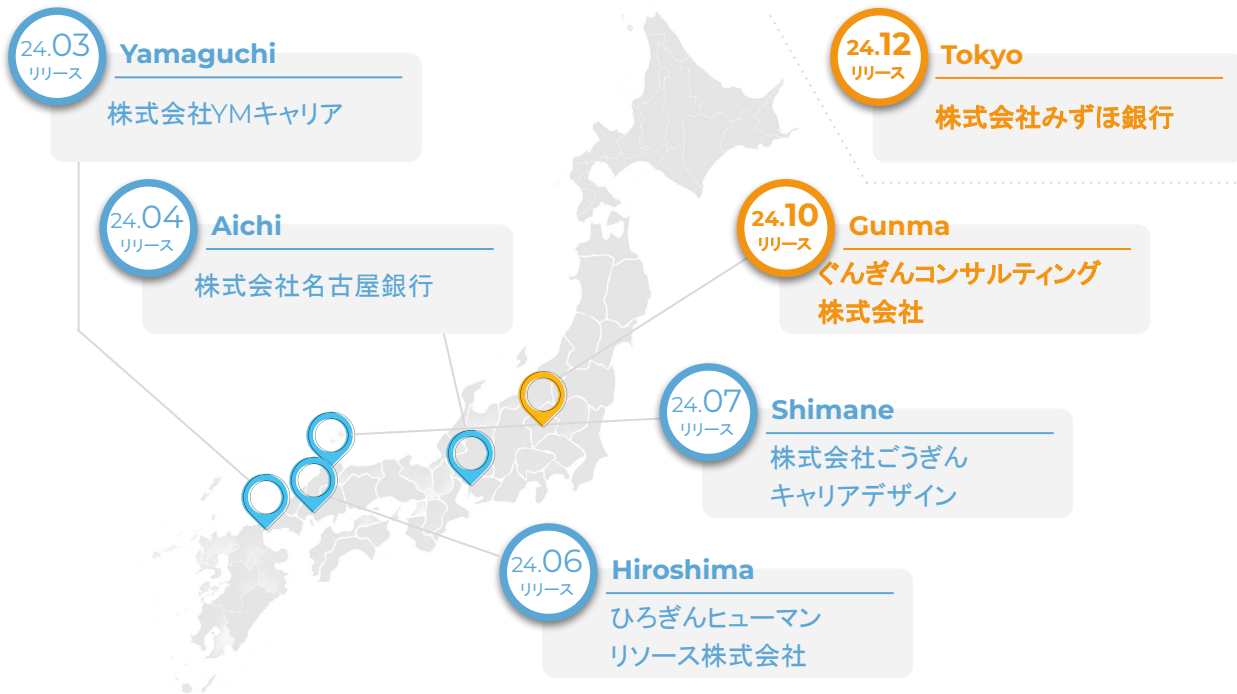 24.03
リリース
Yamaguchi
株式会社YMキャリア
24.12
リリース
Tokyo
株式会社みずほ銀行
24.04
リリース
Aichi
株式会社名古屋銀行
24.10
リリース
Gunma
ぐんぎんコンサルティング
株式会社
24.07
リリース
Shimane
株式会社ごうぎん
キャリアデザイン
24.06
リリース
Hiroshima
ひろぎんヒューマン
リソース株式会社